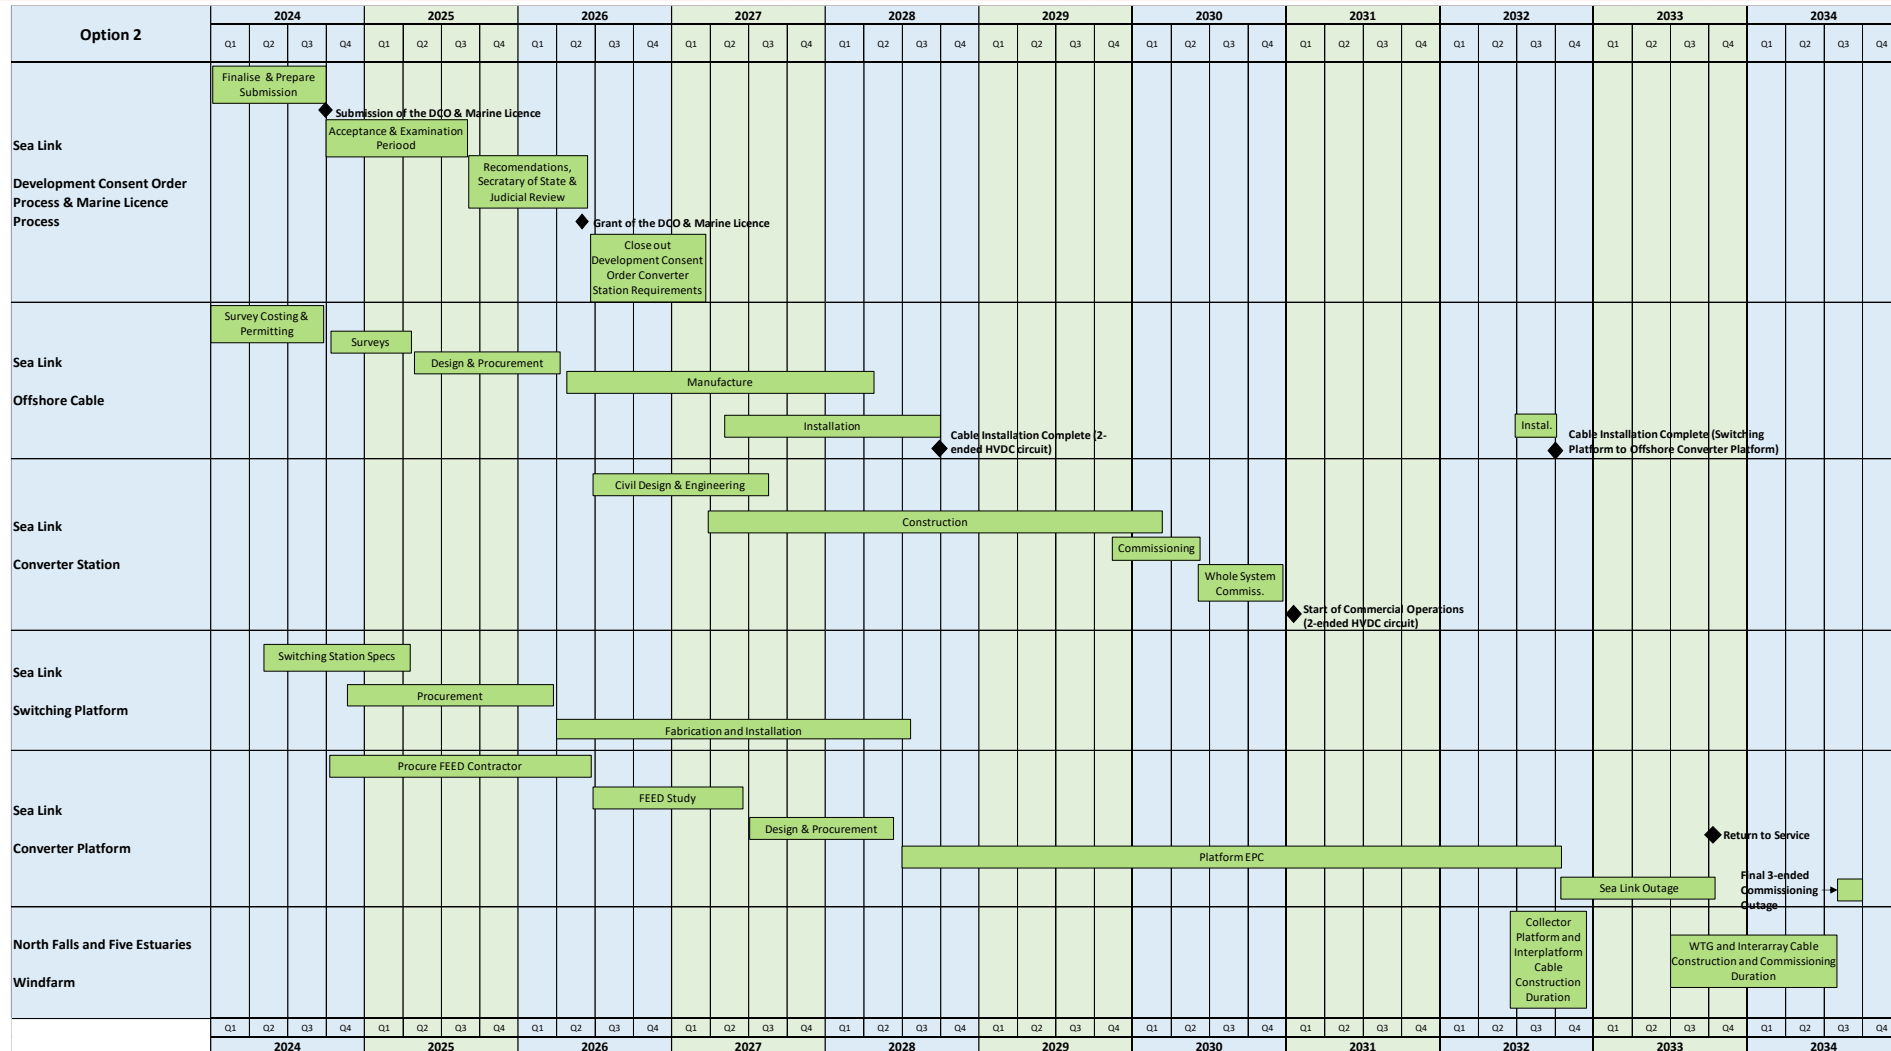 Option 2
2024 2025 2026 2027 2028 2029 2030 2031 2032 2033 2034
Q1 Q2 Q3 Q4 Q1 Q2 Q3 Q4 Q1 Q2 Q3 Q4 Q1 Q2 Q3 Q4 Q1 Q2 Q3 Q4 Q1 Q2 Q3 Q4 Q1 Q2 Q3 Q4 Q1 Q2 Q3 Q4 Q1 Q2 Q3 Q4 Q1 Q2 Q3 Q4 Q1 Q2 Q3 Q4
Sea Link
Development Consent Order
Process & Marine Licence
Process
Finalise & Prepare
Submission
Submission of the DCO & Marine Licence
Acceptance & Examination
Periood
Recomendations,
Secretary of State &
Judicial Review
Grant of the DCO & Marine Licence
Close out
Development Consent
Order Converter
Station Requirements
Sea Link
Offshore Cable
Survey Costing &
Permitting
Surveys
Design & Procurement
Manufacture
Installation
Cable Installation Complete (2-
ended HVDC circuit)
Instal.
Cable Installation Complete (Switching
Platform to Offshore Converter Platform)
Sea Link
Converter Station
Civil Design & Engineering
Construction
Commissioning
Whole System
Commiss.
Start of Commercial Operations
(2-ended HVDC circuit)
Sea Link
Switching Platform
Switching Station Specs
Procurement
Fabrication and Installation
Sea Link
Converter Platform
Procure FEED Contractor
FEED Study
Design & Procurement
Platform EPC
Return to Service
Sea Link Outage
Final 3-ended
Commissioning
Outage
North Falls and Five Estuaries
Windfarm
Collector
Platform and
Interplatform
Cable
Construction
Duration
WTG and Interarray Cable
Construction and Commissioning
Duration
Q1 Q2 Q3 Q4 Q1 Q2 Q3 Q4 Q1 Q2 Q3 Q4 Q1 Q2 Q3 Q4 Q1 Q2 Q3 Q4 Q1 Q2 Q3 Q4 Q1 Q2 Q3 Q4 Q1 Q2 Q3 Q4 Q1 Q2 Q3 Q4 Q1 Q2 Q3 Q4 Q1 Q2 Q3 Q4
2024 2025 2026 2027 2028 2029 2030 2031 2032 2033 2034